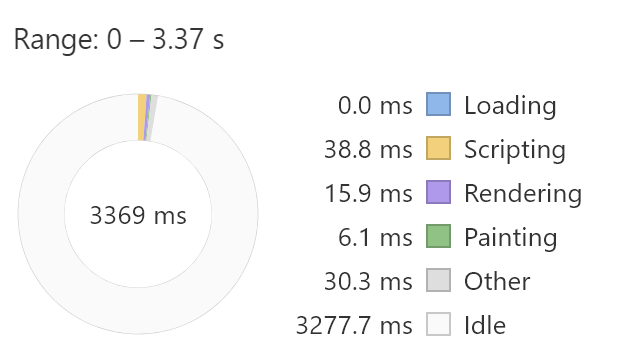 Range: 0 – 3.37 s
3369 ms
0.0 ms Loading
38.8 ms Scripting
15.9 ms Rendering
6.1 ms Painting
30.3 ms Other
3277.7 ms Idle